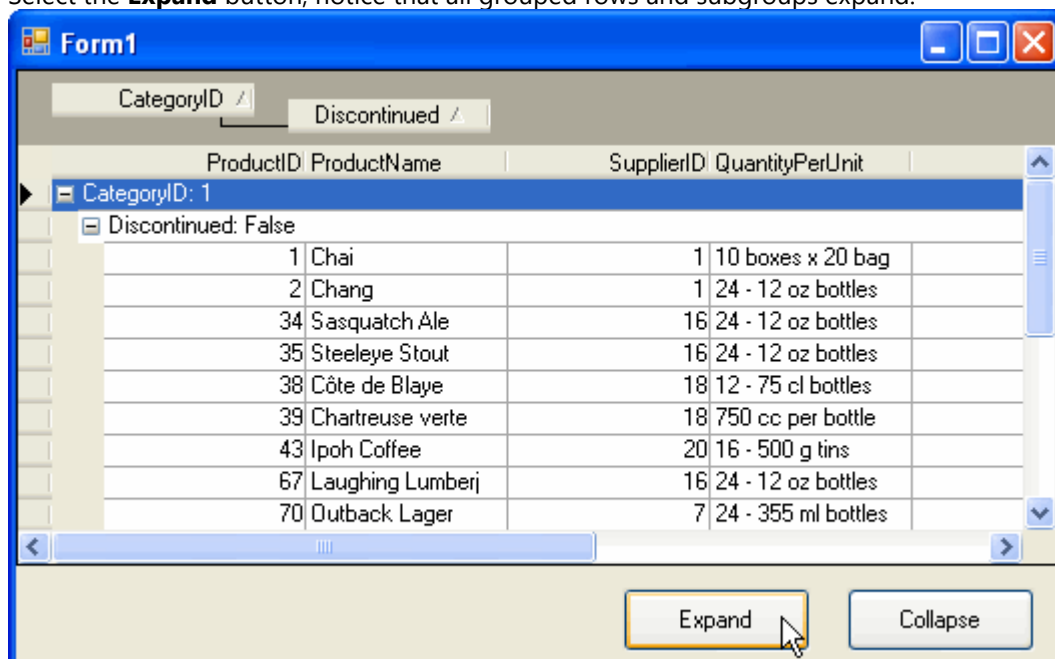 Select the Expand button, notice that all grouped rows and subgroups expand.
Form1
CategoryID
Discontinued
ProductID ProductName SupplierID QuantityPerUnit
CategoryID: 1
Discontinued: False
1 Chai 1 10 boxes x 20 bag
2 Chang 1 24 - 12 oz bottles
34 Sasquatch Ale 16 24 - 12 oz bottles
35 Steeleye Stout 16 24 - 12 oz bottles
38 Côte de Blaye 18 12 - 75 cl bottles
39 Chartreuse verte 18 750 cc per bottle
43 Ipoh Coffee 20 16 - 500 g tins
67 Laughing Lumberj 16 24 - 12 oz bottles
70 Outback Lager 7 24 - 355 ml bottles
Expand Collapse